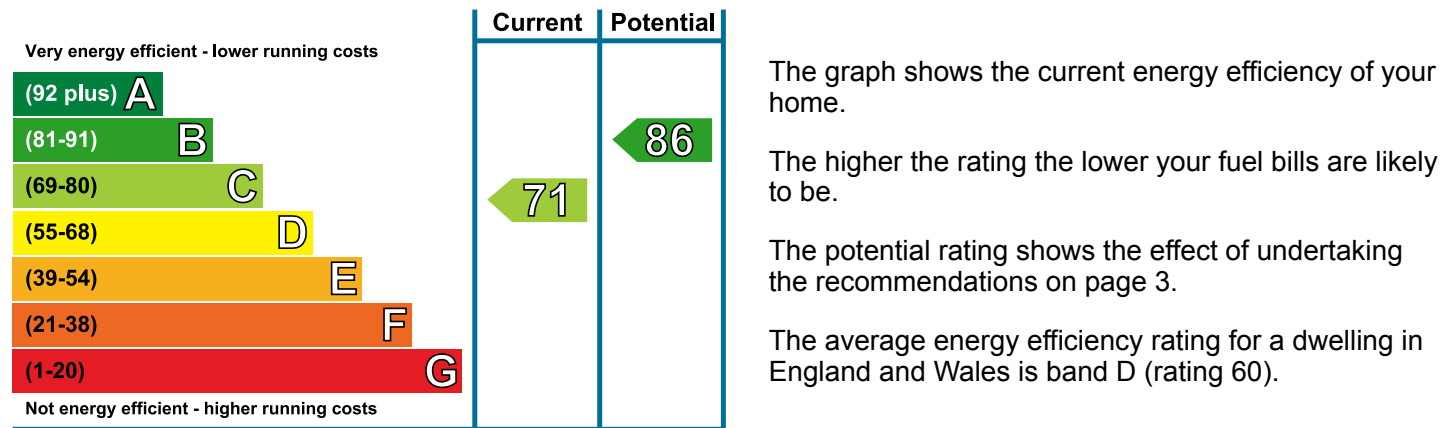 Current Potential
Very energy efficient - lower running costs
(92 plus) A
(81-91) B
86
(69-80) C
71
(55-68) D
(39-54) E
(21-38) F
(1-20) G
Not energy efficient - higher running costs
The graph shows the current energy efficiency of your
home.
The higher the rating the lower your fuel bills are likely
to be.
The potential rating shows the effect of undertaking
the recommendations on page 3.
The average energy efficiency rating for a dwelling in
England and Wales is band D (rating 60).